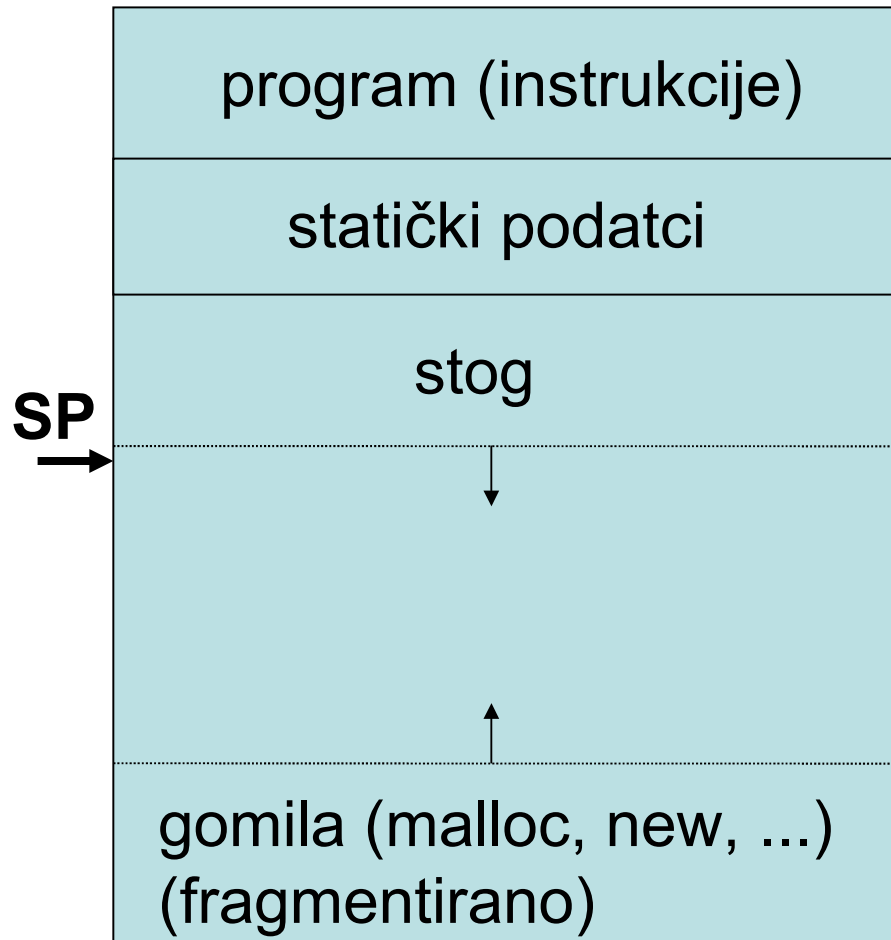 program (instrukcije)
statički podatci
stog
SP
gomila (malloc, new, ...)
(fragmentirano)